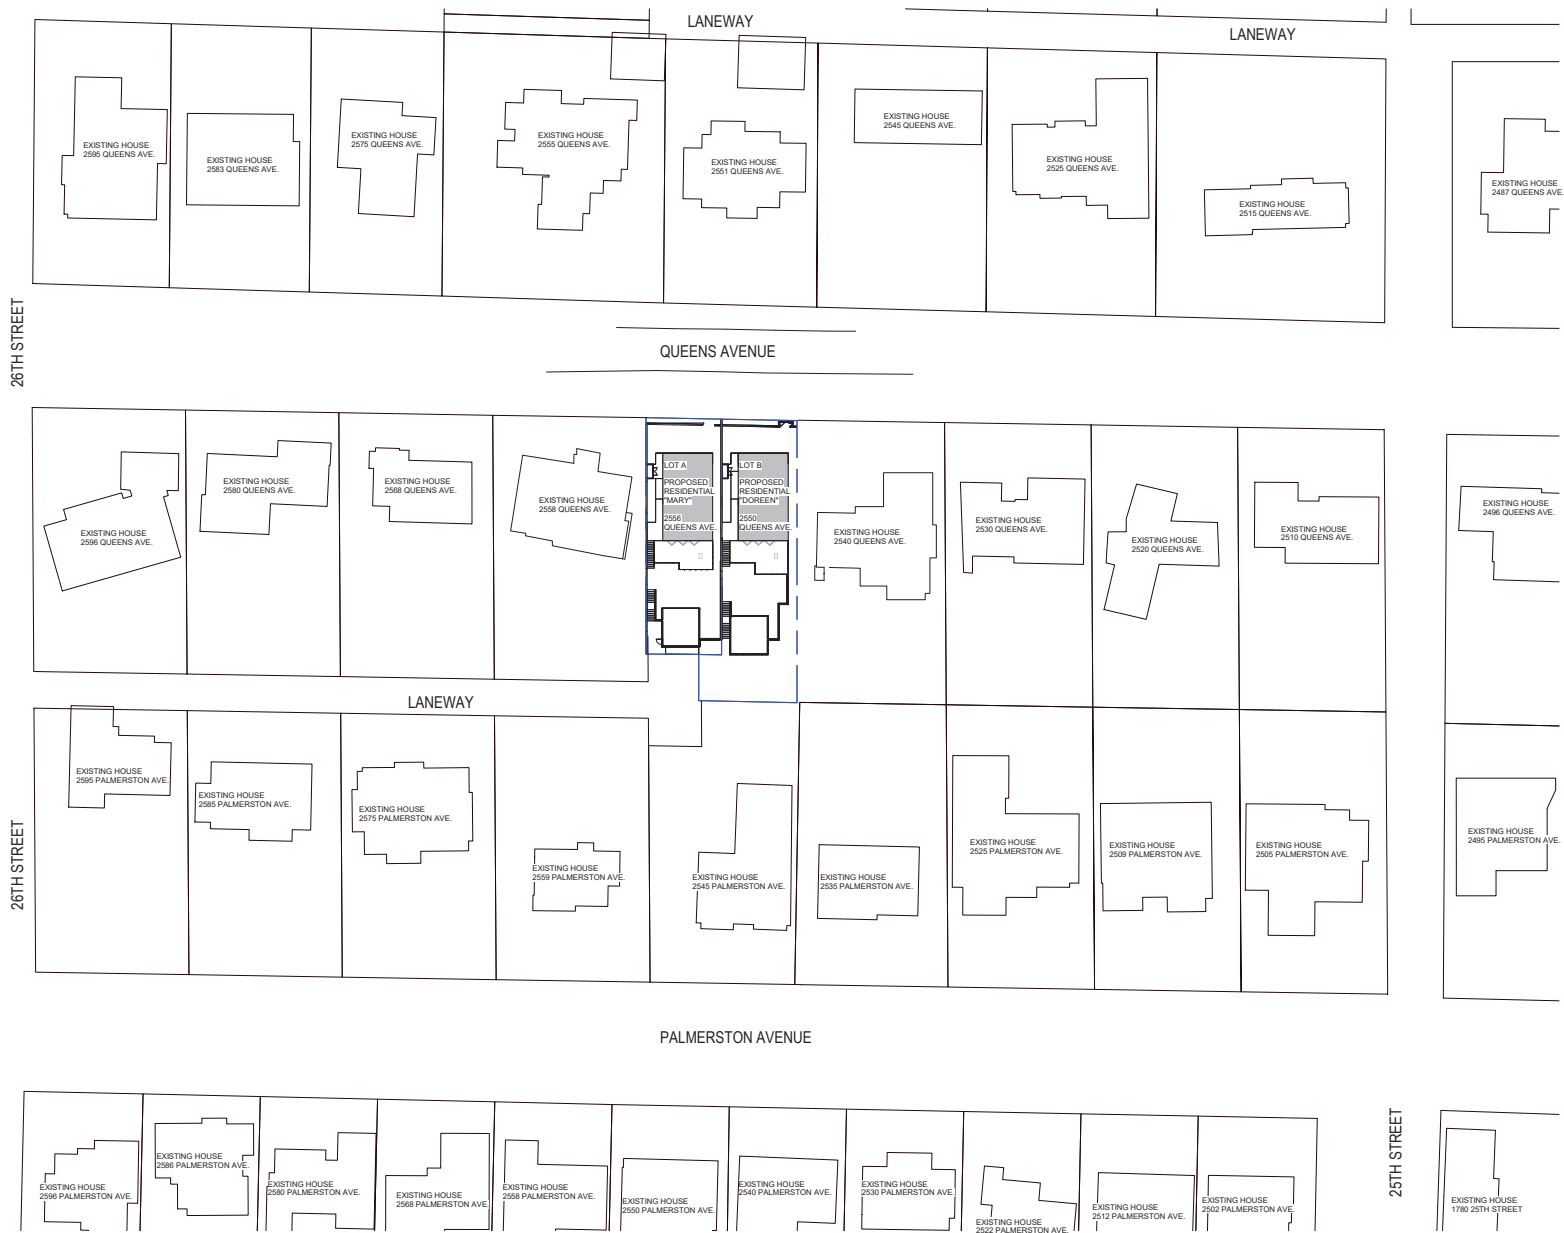 LANEWAY
LANEWAY
EXISTING HOUSE
2595 QUEENS AVE.
EXISTING HOUSE
2583 QUEENS AVE.
EXISTING HOUSE
2575 QUEENS AVE.
EXISTING HOUSE
2555 QUEENS AVE.
EXISTING HOUSE
2551 QUEENS AVE.
EXISTING HOUSE
2545 QUEENS AVE.
EXISTING HOUSE
2525 QUEENS AVE.
EXISTING HOUSE
2515 QUEENS AVE.
EXISTING HOUSE
2487 QUEENS AVE.
26TH STREET
QUEENS AVENUE
EXISTING HOUSE
2596 QUEENS AVE.
EXISTING HOUSE
2580 QUEENS AVE.
EXISTING HOUSE
2568 QUEENS AVE.
EXISTING HOUSE
2558 QUEENS AVE.
LOT A
PROPOSED
RESIDENTIAL
"MARY"
2556
QUEENS AVE.
LOT B
PROPOSED
RESIDENTIAL
"DOREEN"
2550
QUEENS AVE.
EXISTING HOUSE
2540 QUEENS AVE.
EXISTING HOUSE
2530 QUEENS AVE.
EXISTING HOUSE
2520 QUEENS AVE.
EXISTING HOUSE
2510 QUEENS AVE.
EXISTING HOUSE
2496 QUEENS AVE.
LANEWAY
EXISTING HOUSE
2595 PALMERSTON AVE.
EXISTING HOUSE
2585 PALMERSTON AVE.
EXISTING HOUSE
2575 PALMERSTON AVE.
EXISTING HOUSE
2559 PALMERSTON AVE.
EXISTING HOUSE
2545 PALMERSTON AVE.
EXISTING HOUSE
2535 PALMERSTON AVE.
EXISTING HOUSE
2525 PALMERSTON AVE.
EXISTING HOUSE
2509 PALMERSTON AVE.
EXISTING HOUSE
2505 PALMERSTON AVE.
EXISTING HOUSE
2495 PALMERSTON AVE.
26TH STREET
PALMERSTON AVENUE
EXISTING HOUSE
2596 PALMERSTON AVE.
EXISTING HOUSE
2586 PALMERSTON AVE.
EXISTING HOUSE
2580 PALMERSTON AVE.
EXISTING HOUSE
2568 PALMERSTON AVE.
EXISTING HOUSE
2558 PALMERSTON AVE.
EXISTING HOUSE
2550 PALMERSTON AVE.
EXISTING HOUSE
2540 PALMERSTON AVE.
EXISTING HOUSE
2530 PALMERSTON AVE.
EXISTING HOUSE
2522 PALMERSTON AVE.
EXISTING HOUSE
2512 PALMERSTON AVE.
EXISTING HOUSE
2502 PALMERSTON AVE.
25TH STREET
EXISTING HOUSE
1780 25TH STREET